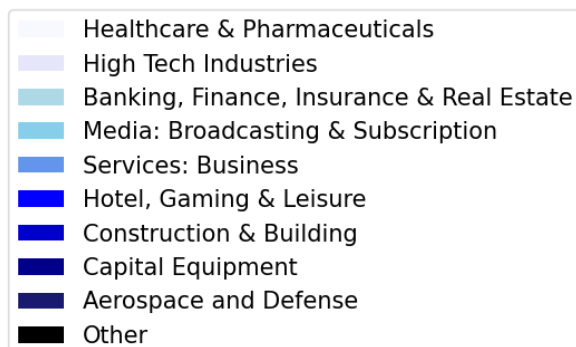 Healthcare & Pharmaceuticals
High Tech Industries
Banking, Finance, Insurance & Real Estate
Media: Broadcasting & Subscription
Services: Business
Hotel, Gaming & Leisure
Construction & Building
Capital Equipment
Aerospace and Defense
Other